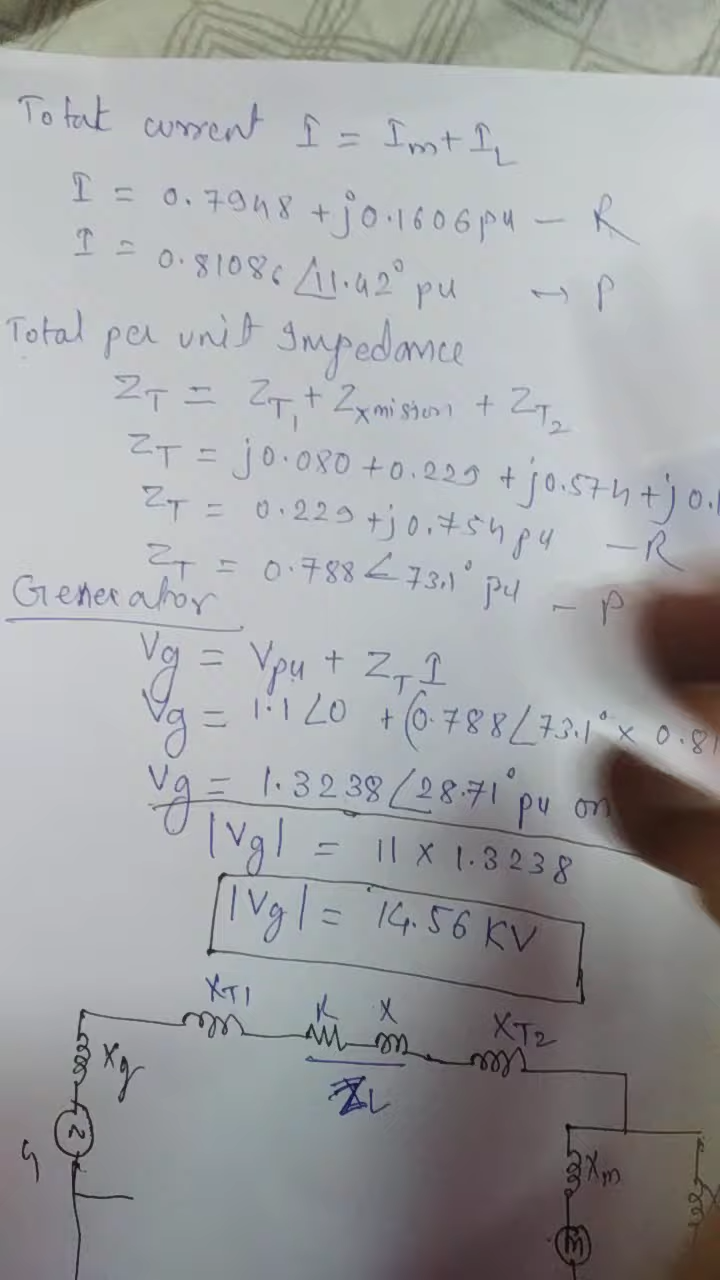 Total current I = Im + IL
I = 0.7948 + j0.1606 pu — R
I = 0.81086 ∠11.42° pu → P
Total per unit Impedance
ZT = ZT1 + Zxmission + ZT2
ZT = j0.080 + 0.229 + j0.574 + j0.1
ZT = 0.229 + j0.754 pu — R
ZT = 0.788 ∠ 73.1° pu — P
Generator
Vg = Vpu + ZT I
Vg = 1.1∠0 + (0.788∠73.1° × 0.81
Vg = 1.3238∠28.71° pu on
|Vg| = 11 × 1.3238
|Vg| = 14.56 KV
XT1 R X XT2
Xg ZL
G Xm X
m